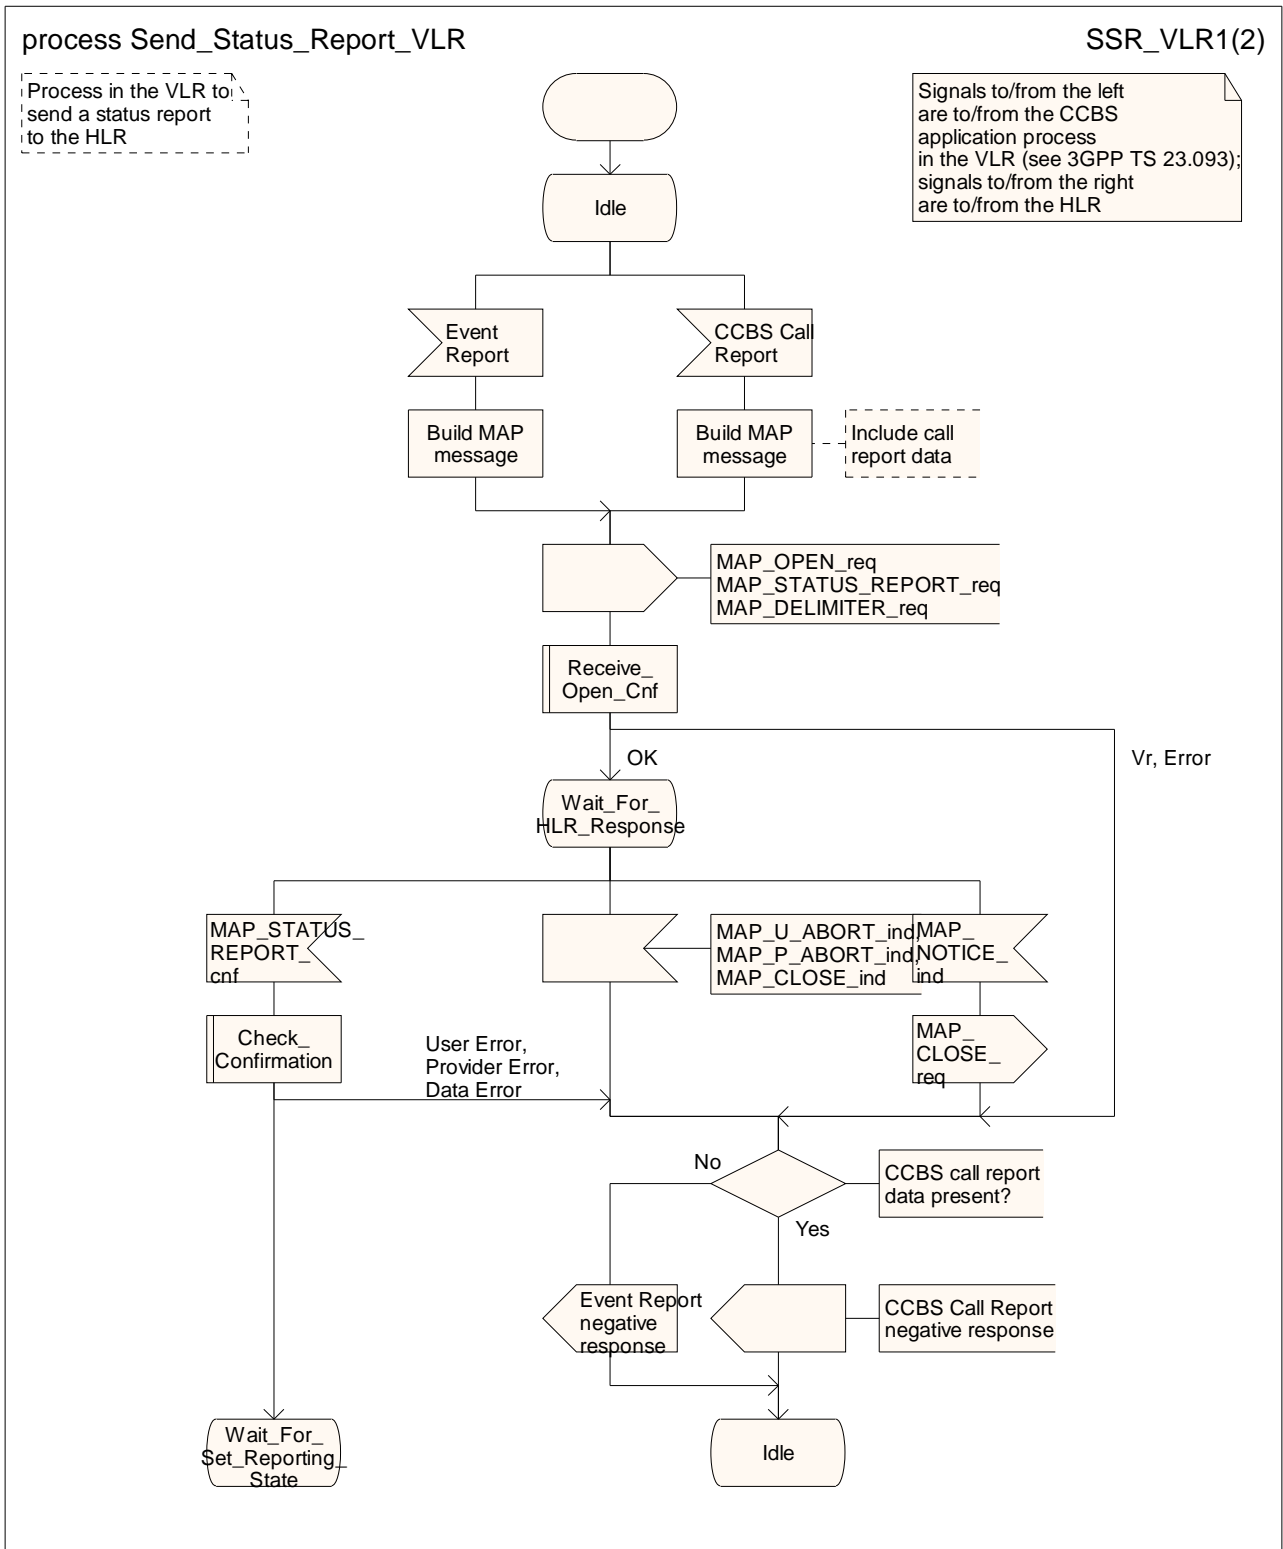 process Send_Status_Report_VLR
SSR_VLR1(2)
Process in the VLR to
send a status report
to the HLR
Signals to/from the left
are to/from the CCBS
application process
in the VLR (see 3GPP TS 23.093);
signals to/from the right
are to/from the HLR
Idle
Event
Report
CCBS Call
Report
Build MAP
message
Build MAP
message
Include call
report data
MAP_OPEN_req
MAP_STATUS_REPORT_req
MAP_DELIMITER_req
Receive_
Open_Cnf
OK
Vr, Error
Wait_For_
HLR_Response
MAP_STATUS_
REPORT_
cnf
MAP_U_ABORT_ind,
MAP_P_ABORT_ind,
MAP_CLOSE_ind
MAP_
NOTICE_
ind
Check_
Confirmation
User Error,
Provider Error,
Data Error
MAP_
CLOSE_
req
No
CCBS call report
data present?
Yes
Event Report
negative
response
CCBS Call Report
negative response
Wait_For_
Set_Reporting_
State
Idle